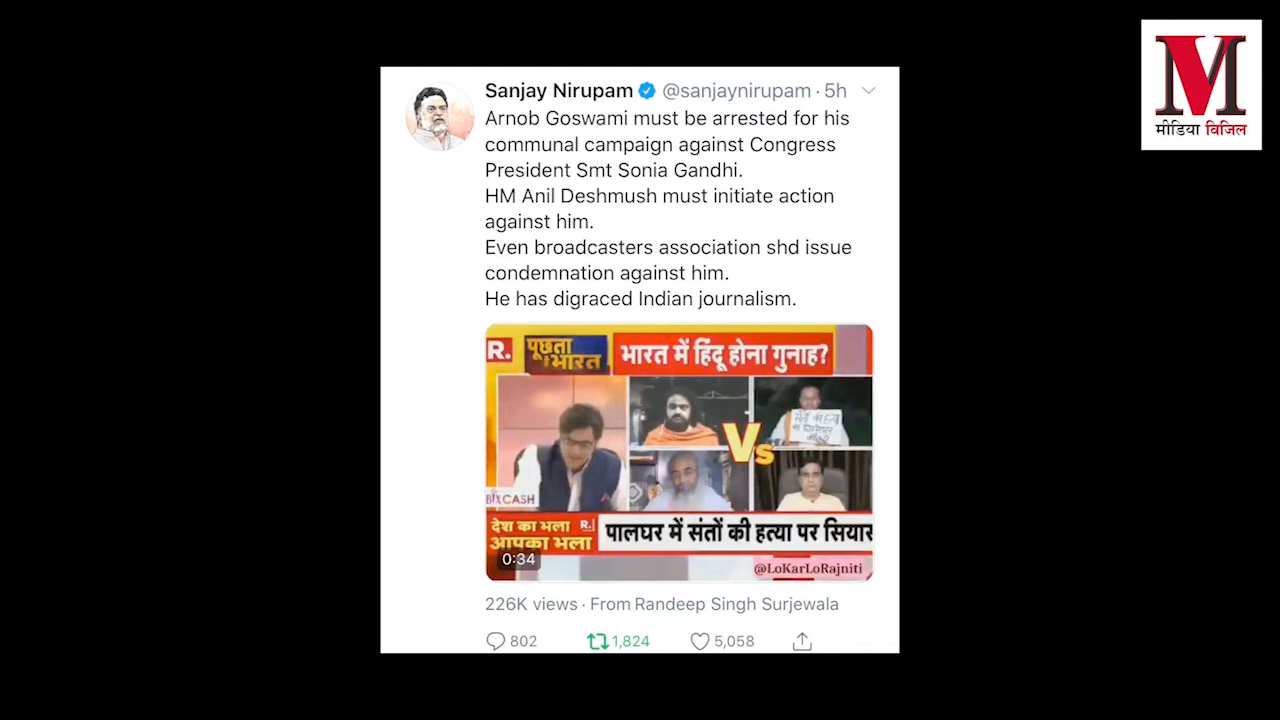 Sanjay Nirupam @sanjaynirupam · 5h
Arnob Goswami must be arrested for his
communal campaign against Congress
President Smt Sonia Gandhi.
HM Anil Deshmush must initiate action
against him.
Even broadcasters association shd issue
condemnation against him.
He has digraced Indian journalism.
R. पूछता भारत
भारत में हिंदू होना गुनाह?
Vs
CASH
देश का भला R.
आपका भला
पालघर में संतों की हत्या पर सियार
0:34
@LoKarLoRajniti
226K views · From Randeep Singh Surjewala
802 1,824 5,058
M
मीडिया विजिल